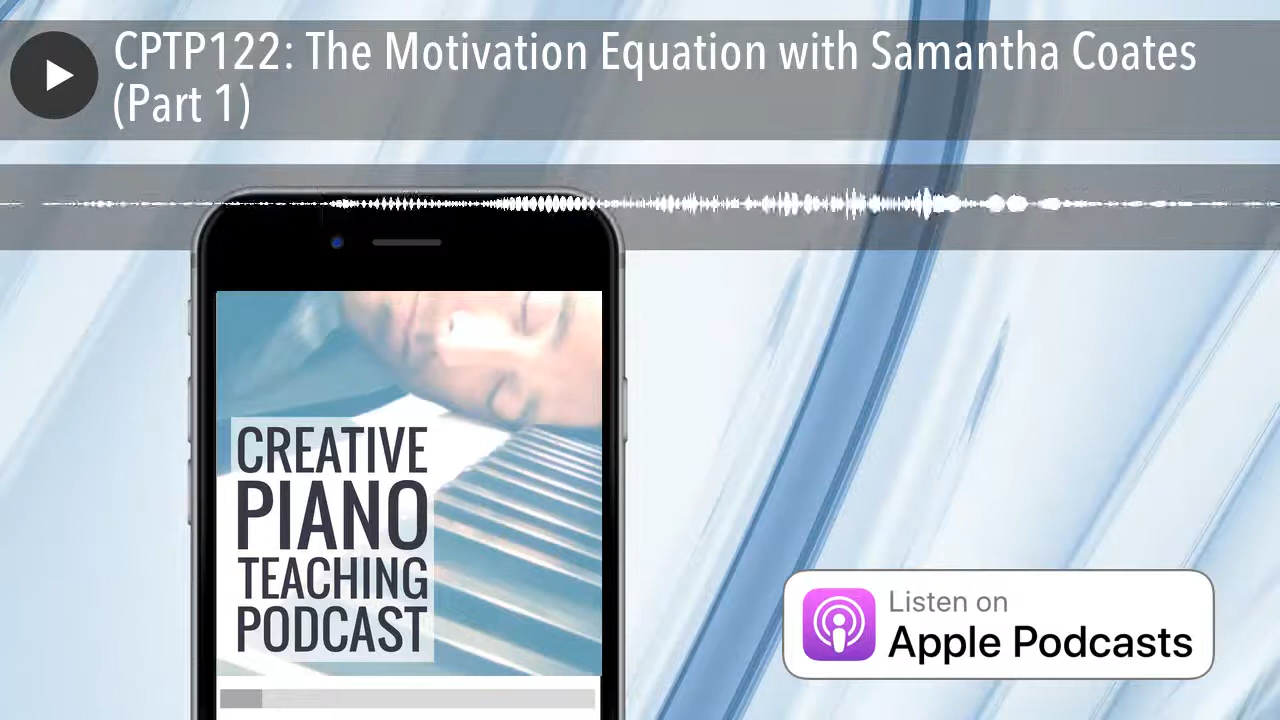 CPTP122: The Motivation Equation with Samantha Coates
(Part 1)
CREATIVE
PIANO
TEACHING
PODCAST
Listen on
Apple Podcasts